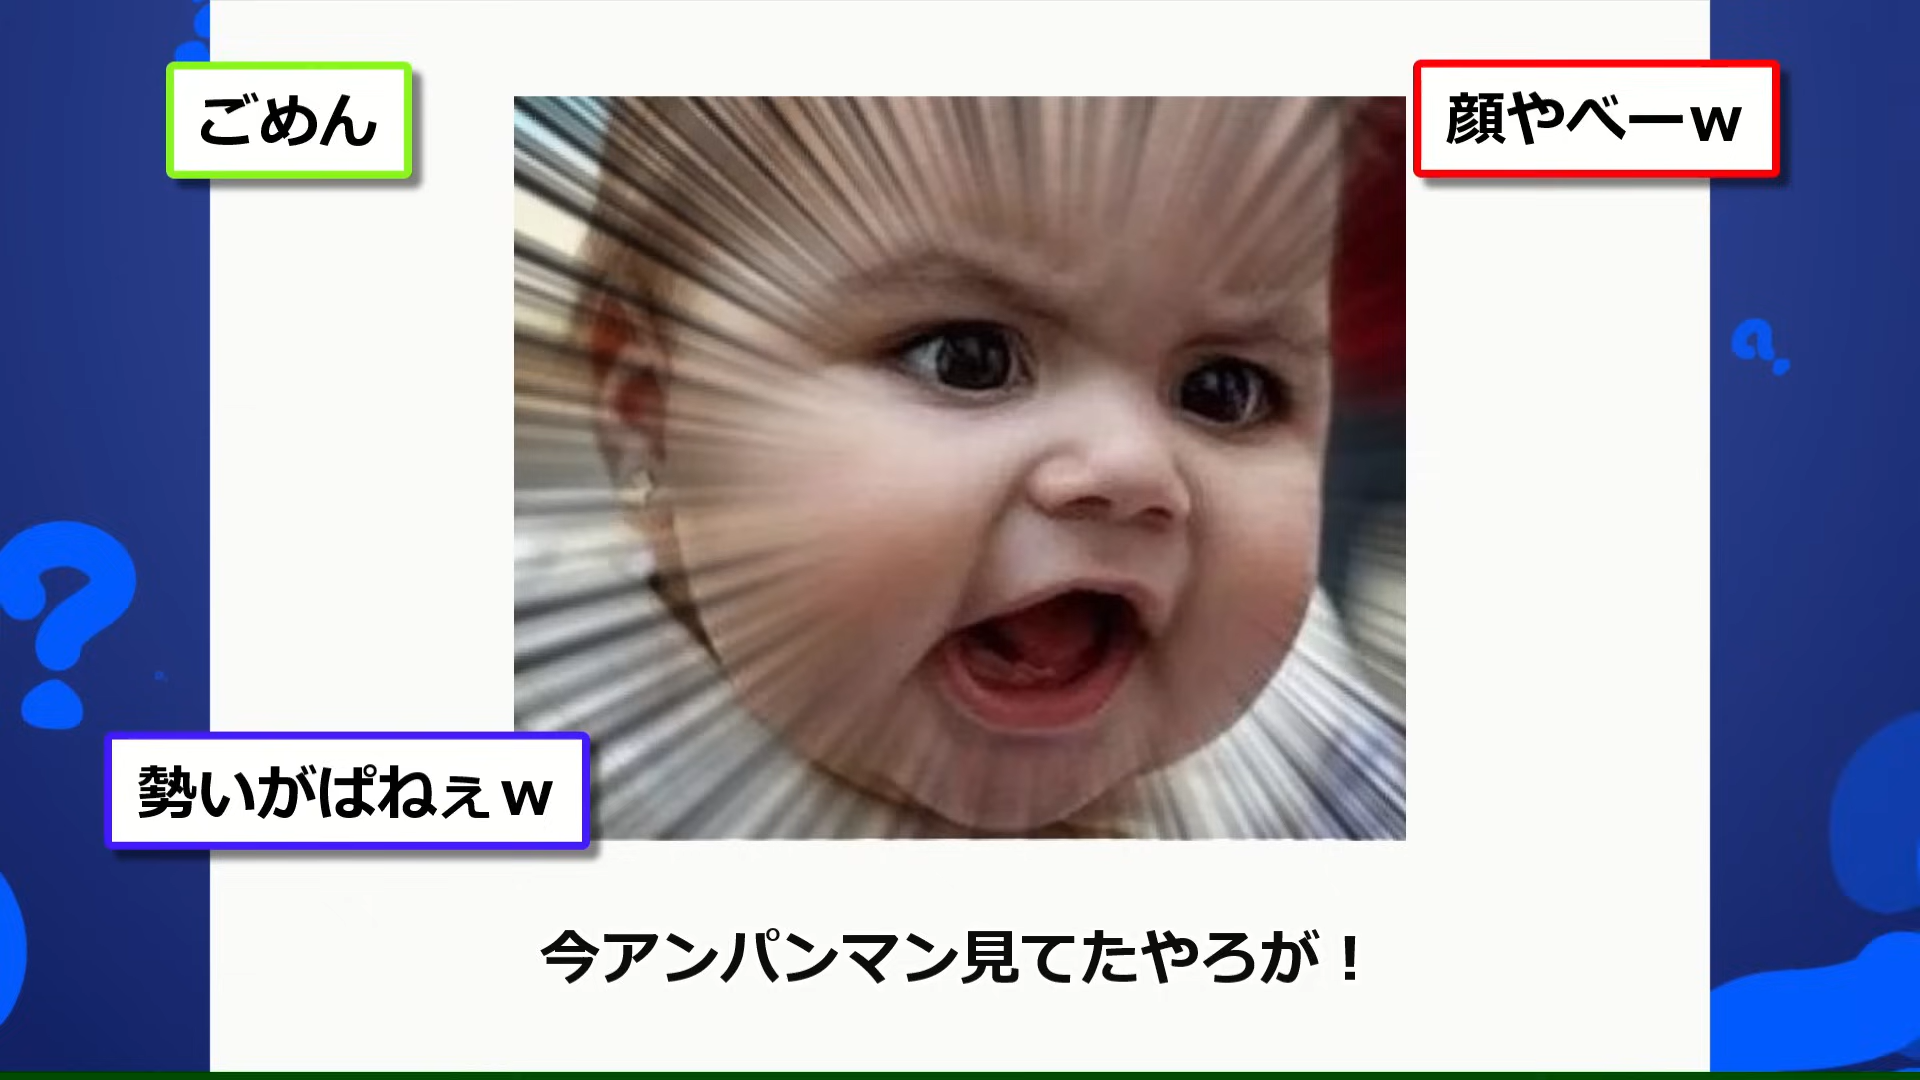 ごめん
顔やべーｗ
勢いがぱねぇｗ
今アンパンマン見てたやろが！